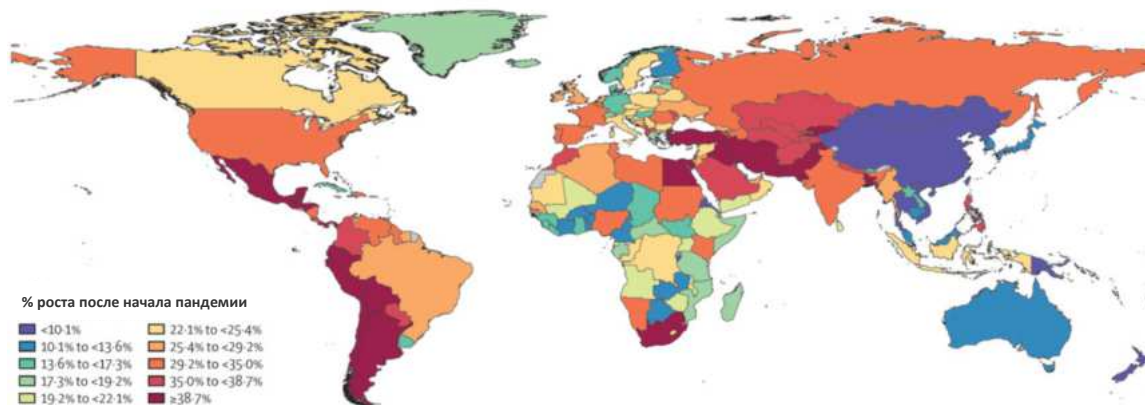 % роста после начала пандемии
<10·1%
10·1% to <13·6%
13·6% to <17·3%
17·3% to <19·2%
19·2% to <22·1%
22·1% to <25·4%
25·4% to <29·2%
29·2% to <35·0%
35·0% to <38·7%
≥38·7%